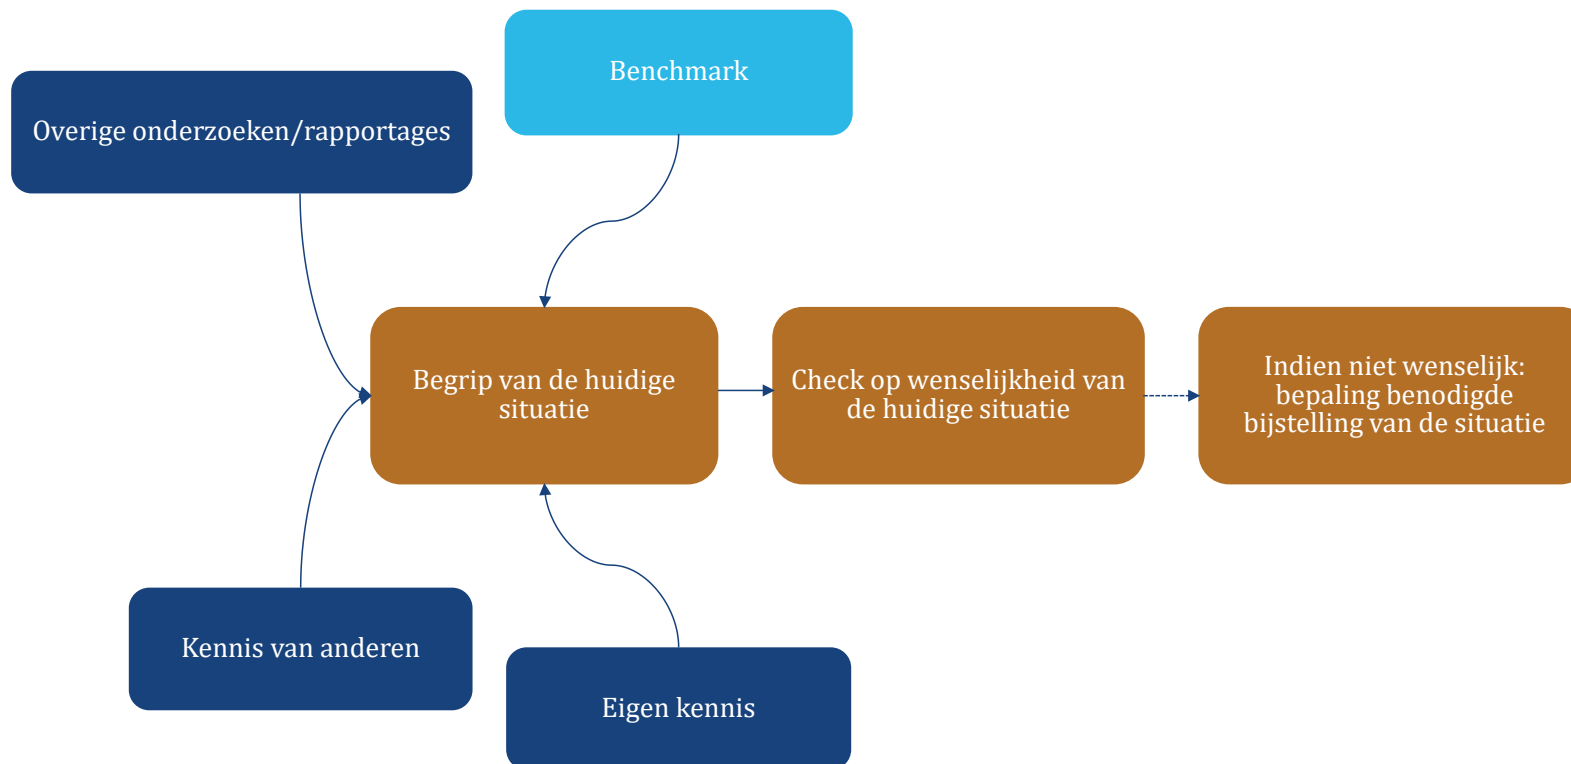 Benchmark
Overige onderzoeken/rapportages
Begrip van de huidige
situatie
Check op wenselijkheid van
de huidige situatie
Indien niet wenselijk:
bepaling benodigde
bijstelling van de situatie
Kennis van anderen
Eigen kennis